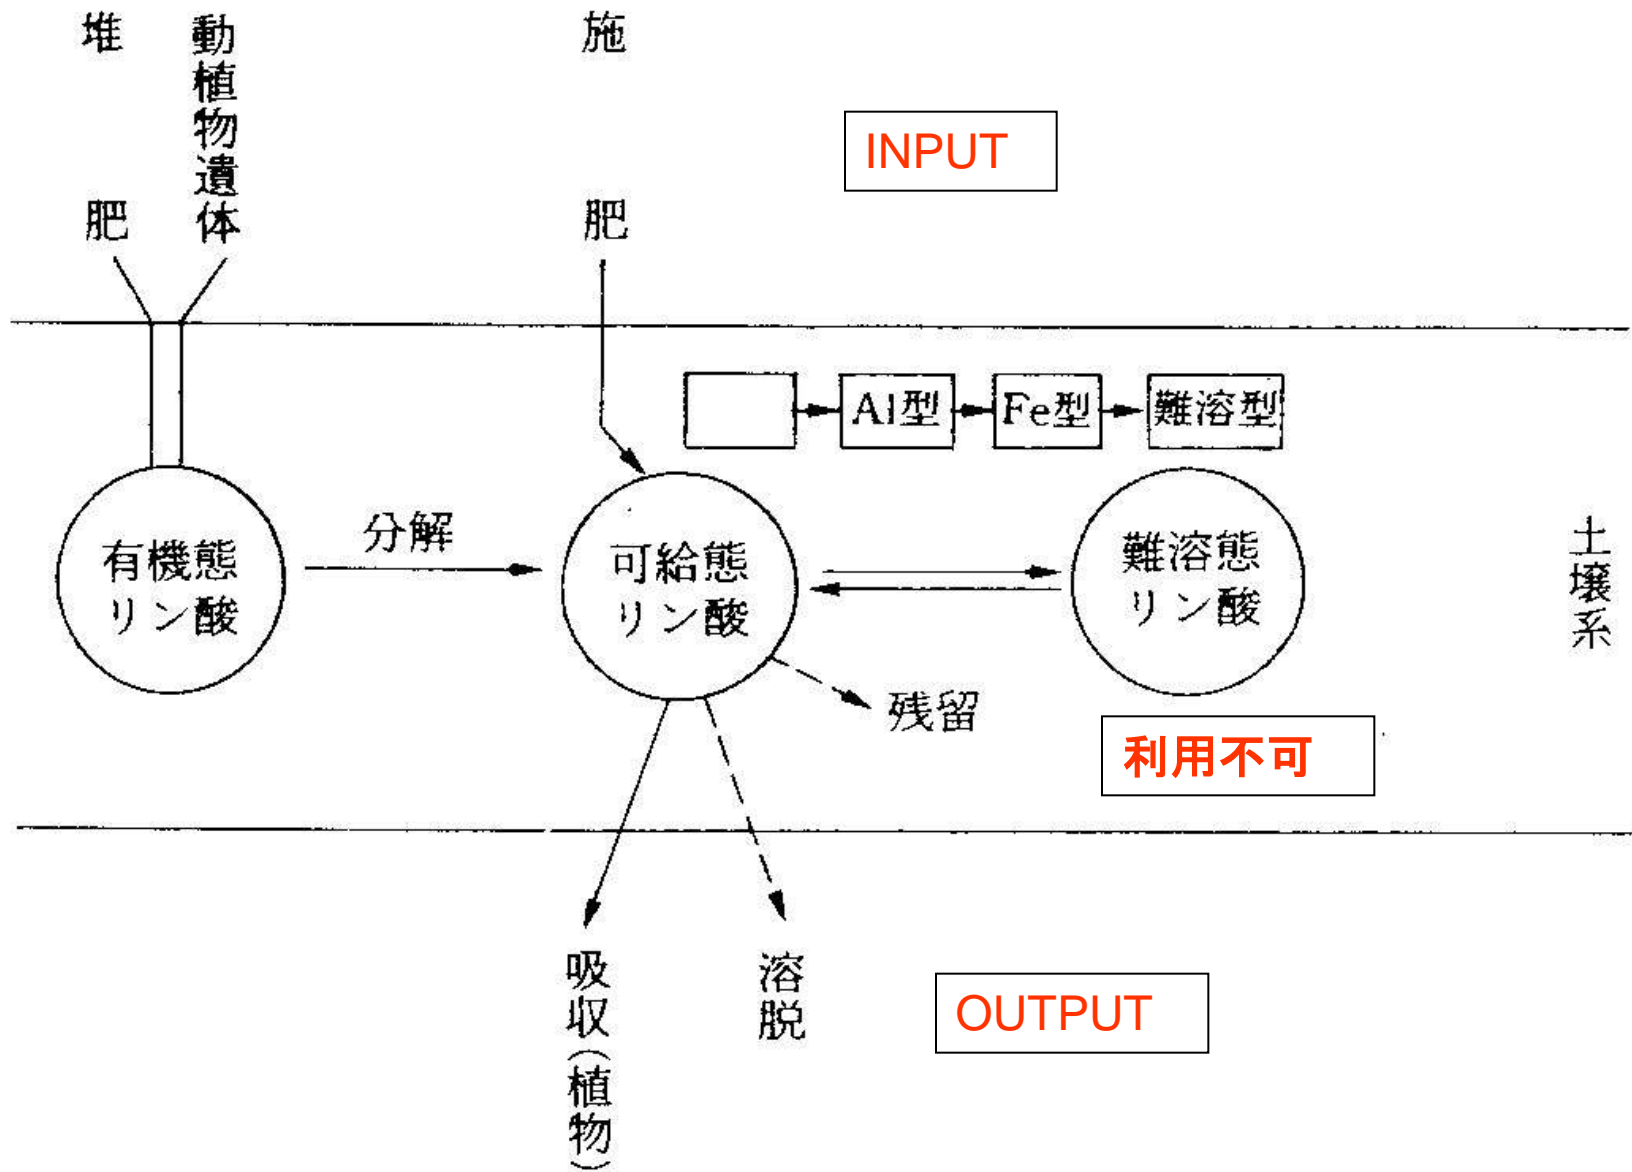 堆肥
動植物遺体
施肥
INPUT
Al型
Fe型
難溶型
有機態
リン酸
分解
可給態
リン酸
難溶態
リン酸
土壌系
残留
利用不可
吸収(植物)
溶脱
OUTPUT